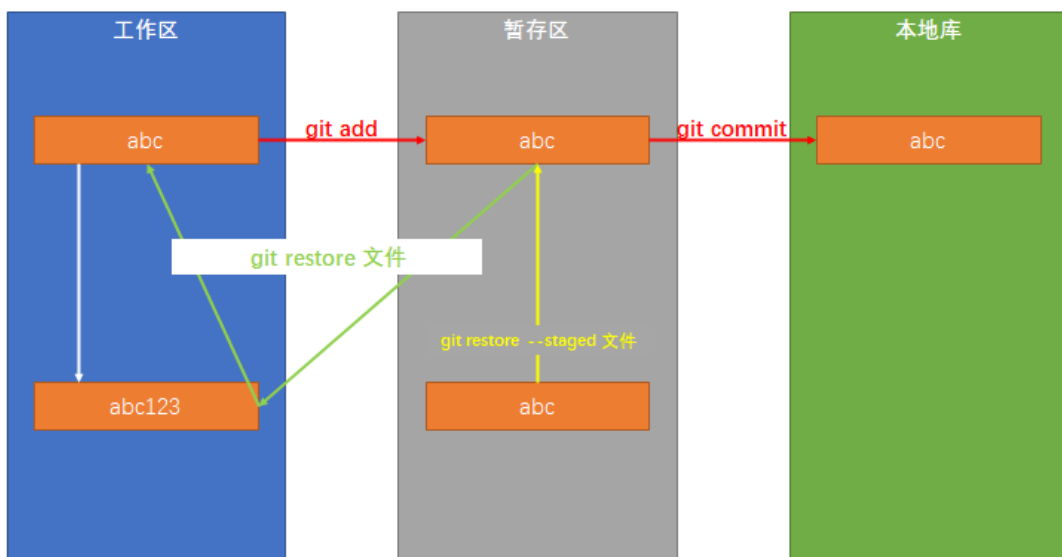 工作区
暂存区
本地库
abc
git add
abc
git commit
abc
git restore 文件
git restore --staged 文件
abc123
abc